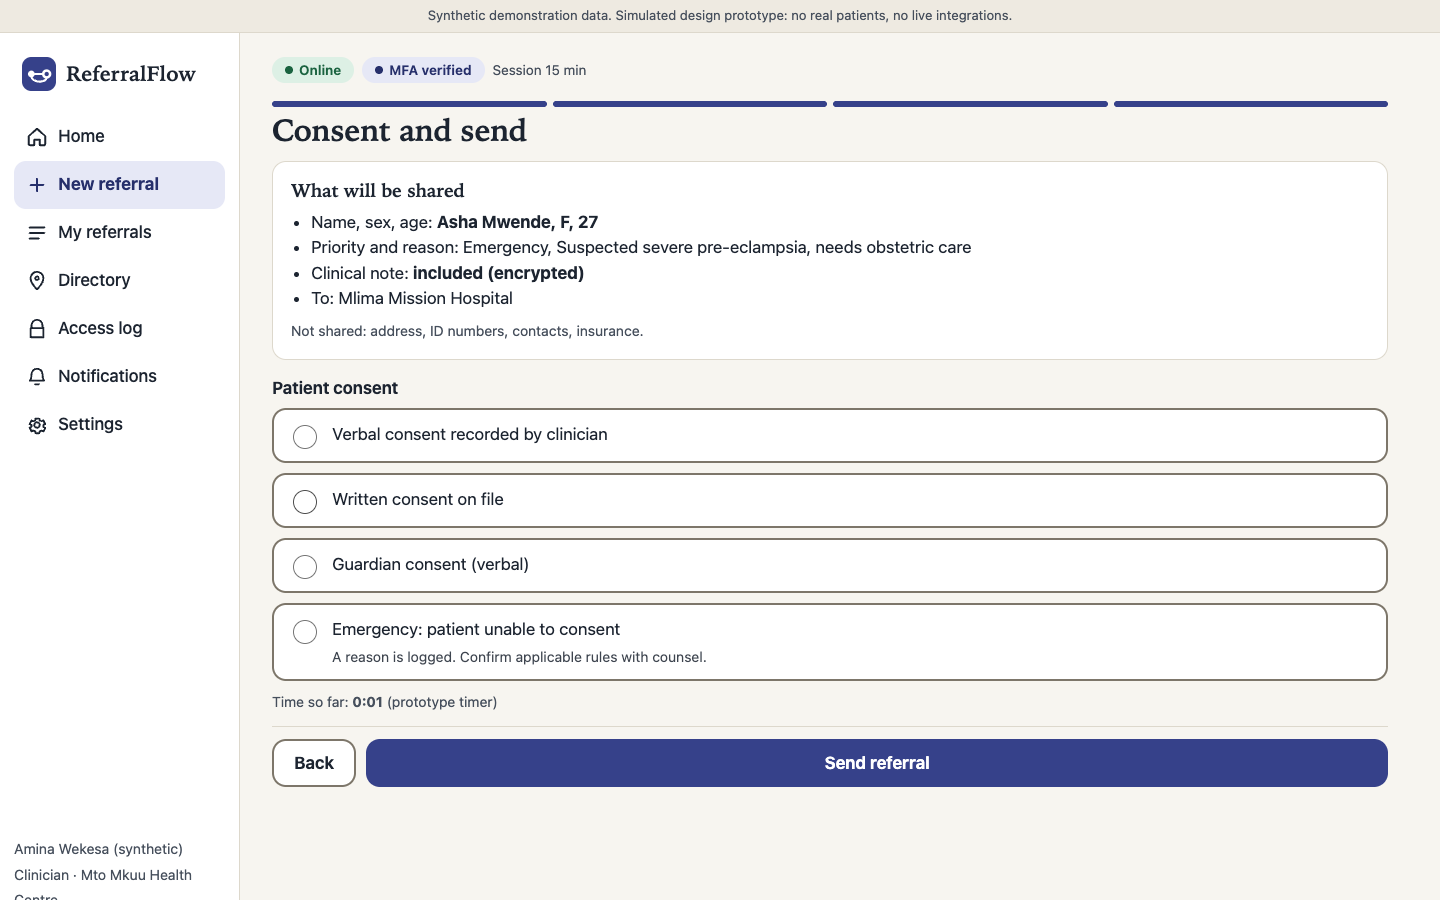 Synthetic demonstration data. Simulated design prototype: no real patients, no live integrations.
ReferralFlow
Home
New referral
My referrals
Directory
Access log
Notifications
Settings
Amina Wekesa (synthetic)
Clinician · Mto Mkuu Health
Centre
Online
MFA verified
Session 15 min
Consent and send
What will be shared
• Name, sex, age: Asha Mwende, F, 27
• Priority and reason: Emergency, Suspected severe pre-eclampsia, needs obstetric care
• Clinical note: included (encrypted)
• To: Mlima Mission Hospital
Not shared: address, ID numbers, contacts, insurance.
Patient consent
Verbal consent recorded by clinician
Written consent on file
Guardian consent (verbal)
Emergency: patient unable to consent
A reason is logged. Confirm applicable rules with counsel.
Time so far: 0:01 (prototype timer)
Back
Send referral